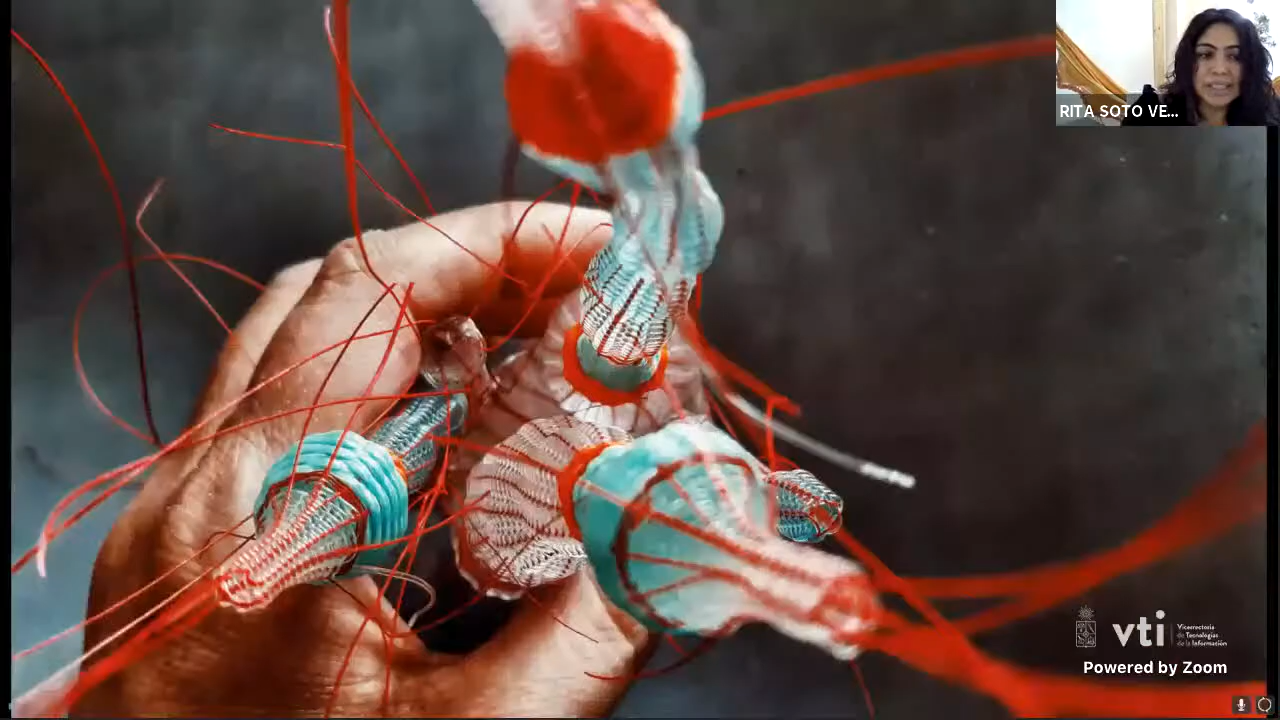 RITA SOTO VE...
vti
Vicerrectoría
de Tecnologías
de la Información
Powered by Zoom